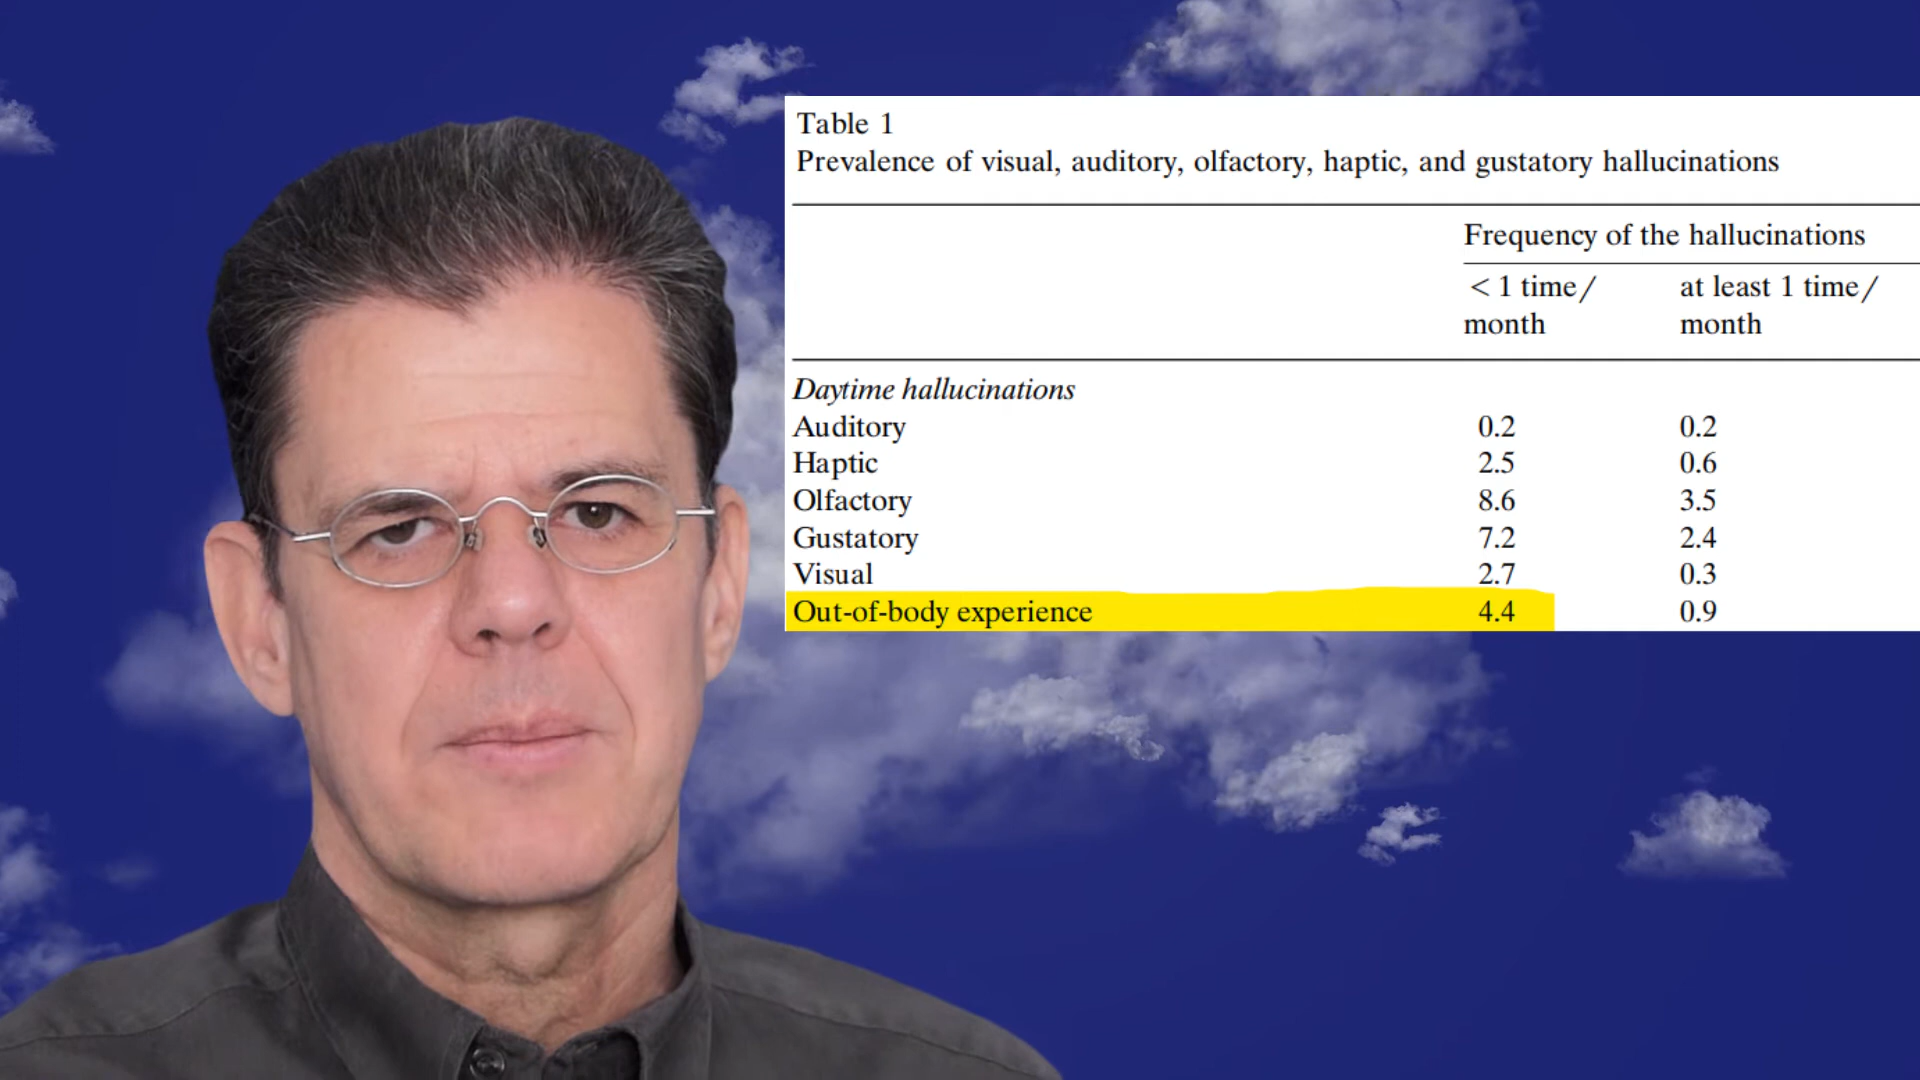 Table 1
Prevalence of visual, auditory, olfactory, haptic, and gustatory hallucinations
Frequency of the hallucinations
< 1 time/ at least 1 time/
month month
Daytime hallucinations
Auditory 0.2 0.2
Haptic 2.5 0.6
Olfactory 8.6 3.5
Gustatory 7.2 2.4
Visual 2.7 0.3
Out-of-body experience 4.4 0.9